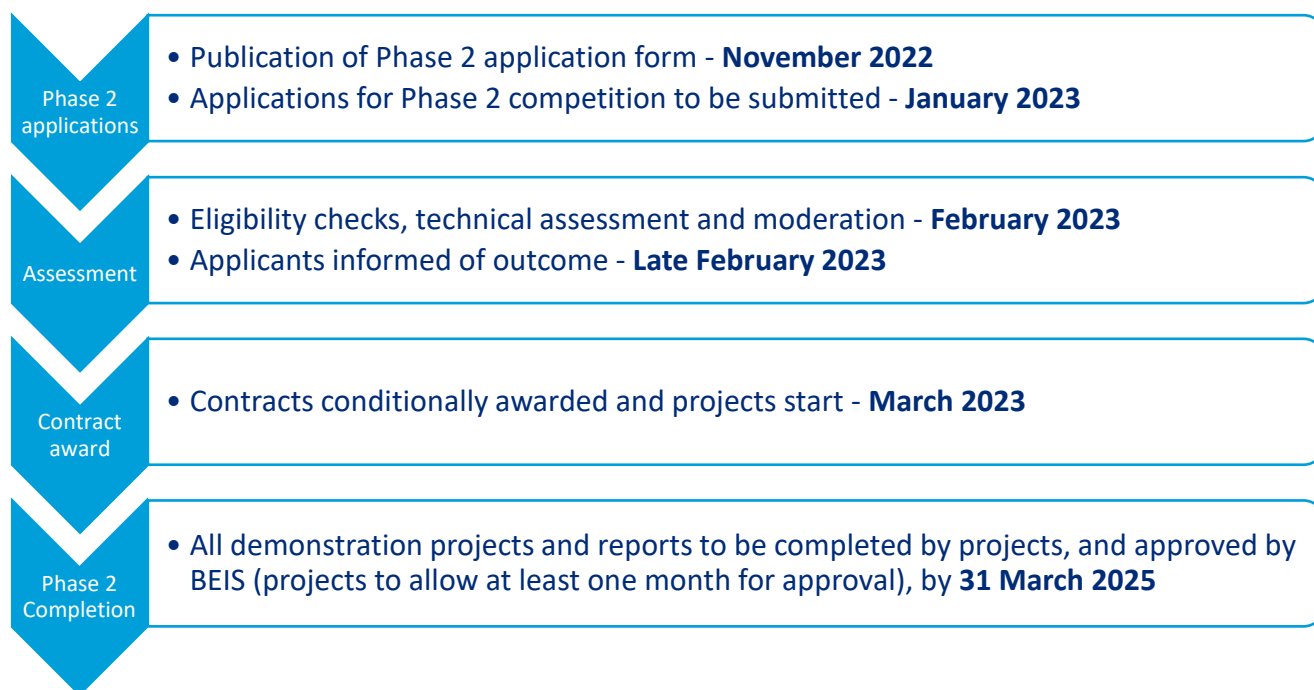 Phase 2
applications
• Publication of Phase 2 application form - November 2022
• Applications for Phase 2 competition to be submitted - January 2023
Assessment
• Eligibility checks, technical assessment and moderation - February 2023
• Applicants informed of outcome - Late February 2023
Contract
award
• Contracts conditionally awarded and projects start - March 2023
Phase 2
Completion
• All demonstration projects and reports to be completed by projects, and approved by
BEIS (projects to allow at least one month for approval), by 31 March 2025